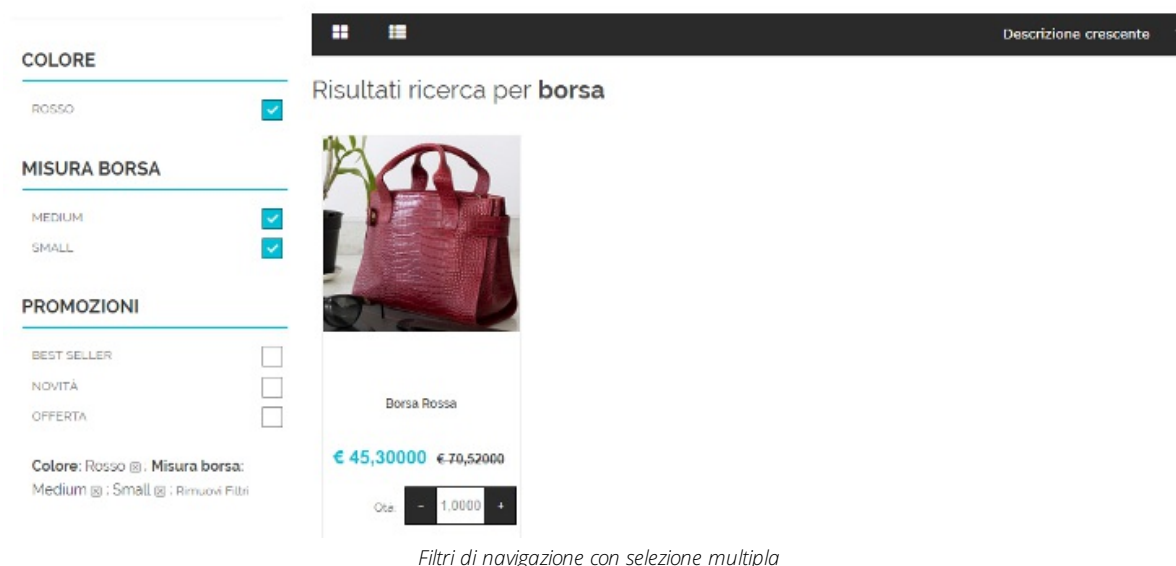 COLORE
ROSSO
MISURA BORSA
MEDIUM
SMALL
PROMOZIONI
BEST SELLER
NOVITÀ
OFFERTA
Colore: Rosso ; Misura borsa:
Medium ; Small ; Rimuovi Filtri
Descrizione crescente
Risultati ricerca per borsa
Borsa Rossa
€ 45,30000 € 70,52000
Qta: - 1,0000 +
Filtri di navigazione con selezione multipla